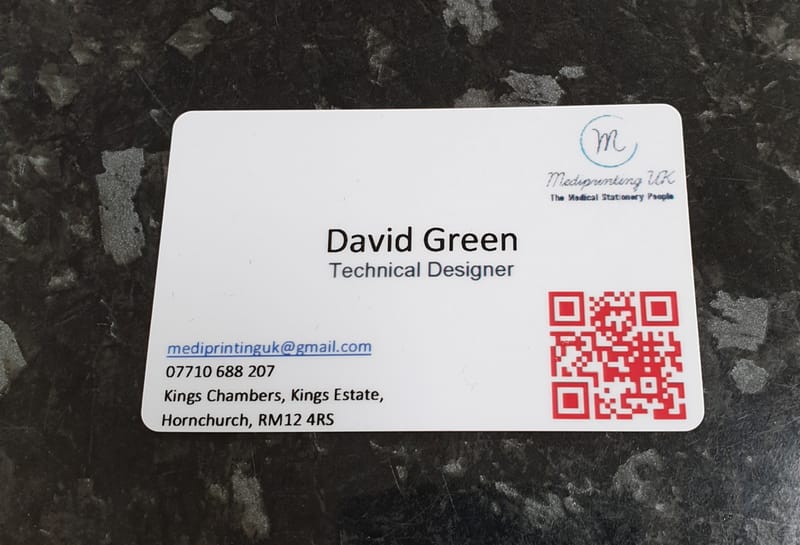 M
Mediprinting UK
The Medical Stationery People
David Green
Technical Designer
mediprintinguk@gmail.com
07710 688 207
Kings Chambers, Kings Estate,
Hornchurch, RM12 4RS